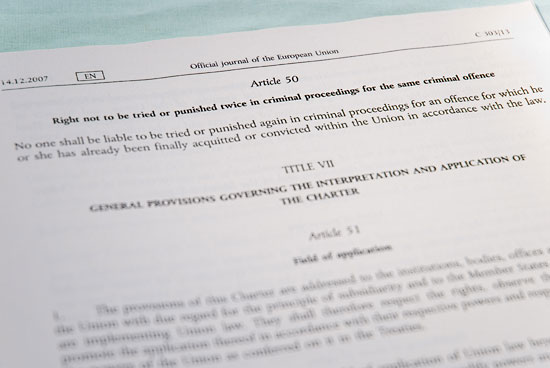 14.12.2007
EN
Official journal of the European Union
C 303/13
Article 50
Right not to be tried or punished twice in criminal proceedings for the same criminal offence
No one shall be liable to be tried or punished again in criminal proceedings for an offence for which he
or she has already been finally acquitted or convicted within the Union in accordance with the law.
TITLE VII
GENERAL PROVISIONS GOVERNING THE INTERPRETATION AND APPLICATION OF
THE CHARTER
Article 51
Field of application
1. The provisions of this Charter are addressed to the institutions, bodies, offices
the Union with due regard for the principle of subsidiarity and to the Member States
are implementing Union law. They shall therefore respect the rights, observe the
promote the application thereof in accordance with their respective powers and
of the Union as conferred on it in the Treaties.
application of Union law